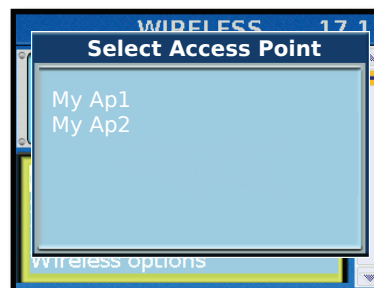 WIRELESS 17.1
Select Access Point
My Ap1
My Ap2
Wireless options